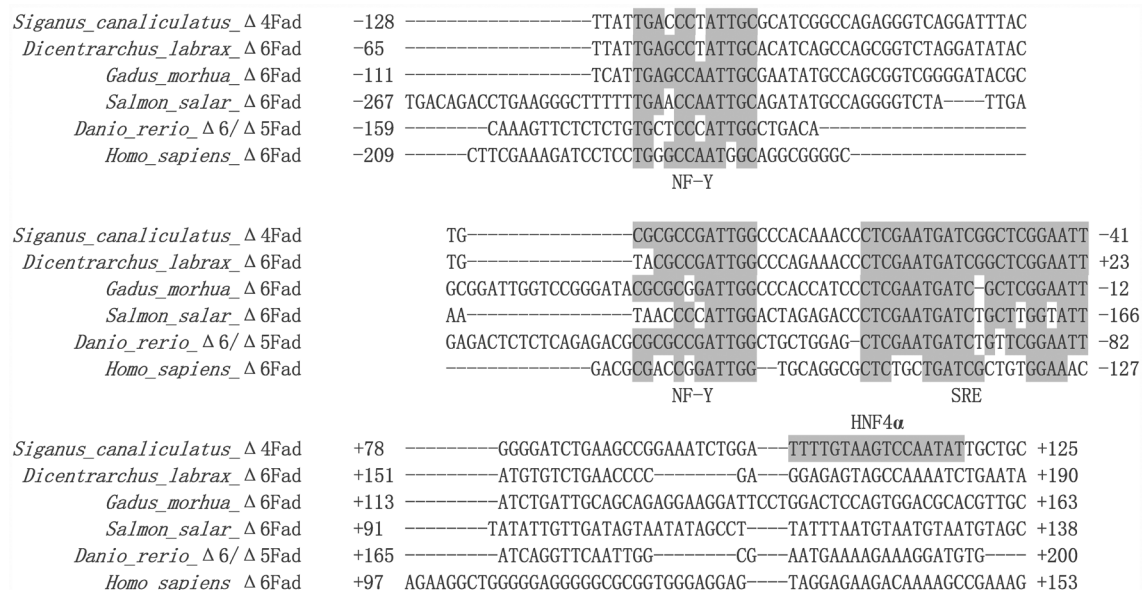 Siganus_canaliculatus_Δ4Fad -128 ------------------TTATTGACCCTATTGCGCATCGGCCAGAGGGTCAGGATTTAC
Dicentrarchus_labrax_Δ6Fad -65 ------------------TTATTGAGCCTATTGCACATCAGCCAGCGGTCTAGGATATAC
Gadus_morhua_Δ6Fad -111 ------------------TCATTGAGCCAATTGCGAATATGCCAGCGGTCGGGGATACGC
Salmon_salar_Δ6Fad -267 TGACAGACCTGAAGGGCTTTTTTGAACCAATTGCAGATATGCCAGGGGTCTA----TTGA
Danio_rerio_Δ6/Δ5Fad -159 --------CAAAGTTCTCTCTGTGCTCCCATTGGCTGACA--------------------
Homo_sapiens_Δ6Fad -209 ------CTTCGAAAGATCCTCCTGGGCCAATGGCAGGCGGGGC-----------------
NF-Y
Siganus_canaliculatus_Δ4Fad TG----------------CGCGCCGATTGGCCCACAAACCCTCGAATGATCGGCTCGGAATT -41
Dicentrarchus_labrax_Δ6Fad TG----------------TACGCCGATTGGCCCAGAAACCCTCGAATGATCGGCTCGGAATT +23
Gadus_morhua_Δ6Fad GCGGATTGGTCCGGGATACGCGCGGATTGGCCCACCATCCCTCGAATGATC-GCTCGGAATT -12
Salmon_salar_Δ6Fad AA----------------TAACCCCATTGGACTAGAGACCCTCGAATGATCTGCTTGGTATT -166
Danio_rerio_Δ6/Δ5Fad GAGACTCTCTCAGAGACGCGCGCCGATTGGCTGCTGGAG-CTCGAATGATCTGTTCGGAATT -82
Homo_sapiens_Δ6Fad --------------GACGCGACCGGATTGG--TGCAGGCGCTCTGCTGATCGCTGTGGAAAC -127
NF-Y SRE
HNF4α
Siganus_canaliculatus_Δ4Fad +78 ---------GGGGATCTGAAGCCGGAAATCTGGA---TTTTGTAAGTCCAATATTGCTGC +125
Dicentrarchus_labrax_Δ6Fad +151 ---------ATGTGTCTGAACCCC--------GA---GGAGAGTAGCCAAAATCTGAATA +190
Gadus_morhua_Δ6Fad +113 ---------ATCTGATTGCAGCAGAGGAAGGATTCCTGGACTCCAGTGGACGCACGTTGC +163
Salmon_salar_Δ6Fad +91 --------TATATTGTTGATAGTAATATAGCCT----TATTTAATGTAATGTAATGTAGC +138
Danio_rerio_Δ6/Δ5Fad +165 ---------ATCAGGTTCAATTGG--------CG---AATGAAAAGAAAGGATGTG---- +200
Homo sapiens Δ6Fad +97 AGAAGGCTGGGGGAGGGGGCGCGGTGGGAGGAG----TAGGAGAAGACAAAAGCCGAAAG +153